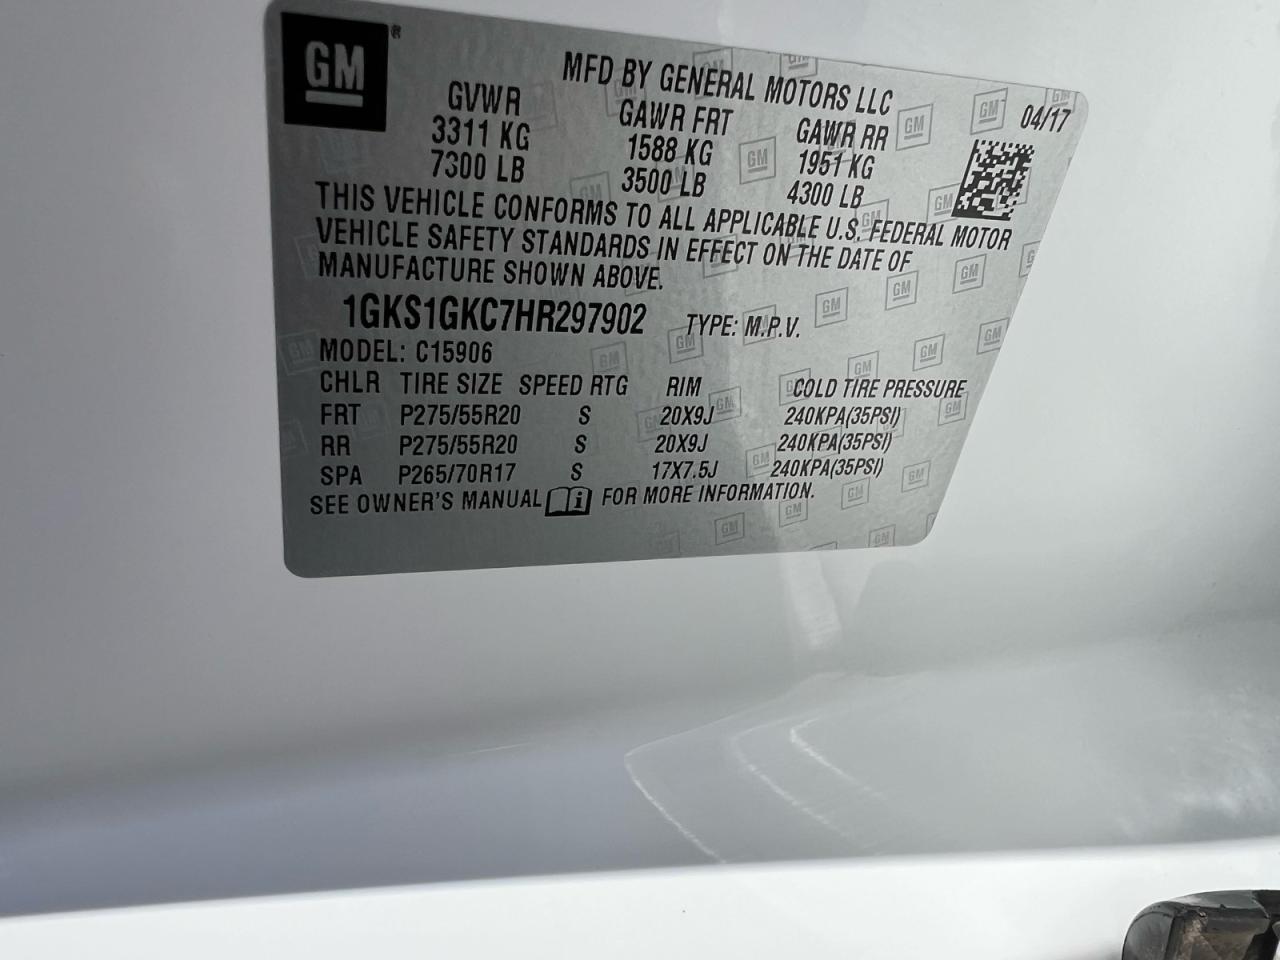 GM
MFD BY GENERAL MOTORS LLC
04/17
GVWR GAWR FRT GAWR RR
3311 KG 1588 KG 1951 KG
7300 LB 3500 LB 4300 LB
THIS VEHICLE CONFORMS TO ALL APPLICABLE U.S. FEDERAL MOTOR
VEHICLE SAFETY STANDARDS IN EFFECT ON THE DATE OF
MANUFACTURE SHOWN ABOVE.
1GKS1GKC7HR297902 TYPE: M.P.V.
MODEL: C15906
CHLR TIRE SIZE SPEED RTG RIM COLD TIRE PRESSURE
FRT P275/55R20 S 20X9J 240KPA(35PSI)
RR P275/55R20 S 20X9J 240KPA(35PSI)
SPA P265/70R17 S 17X7.5J 240KPA(35PSI)
SEE OWNER'S MANUAL i FOR MORE INFORMATION.